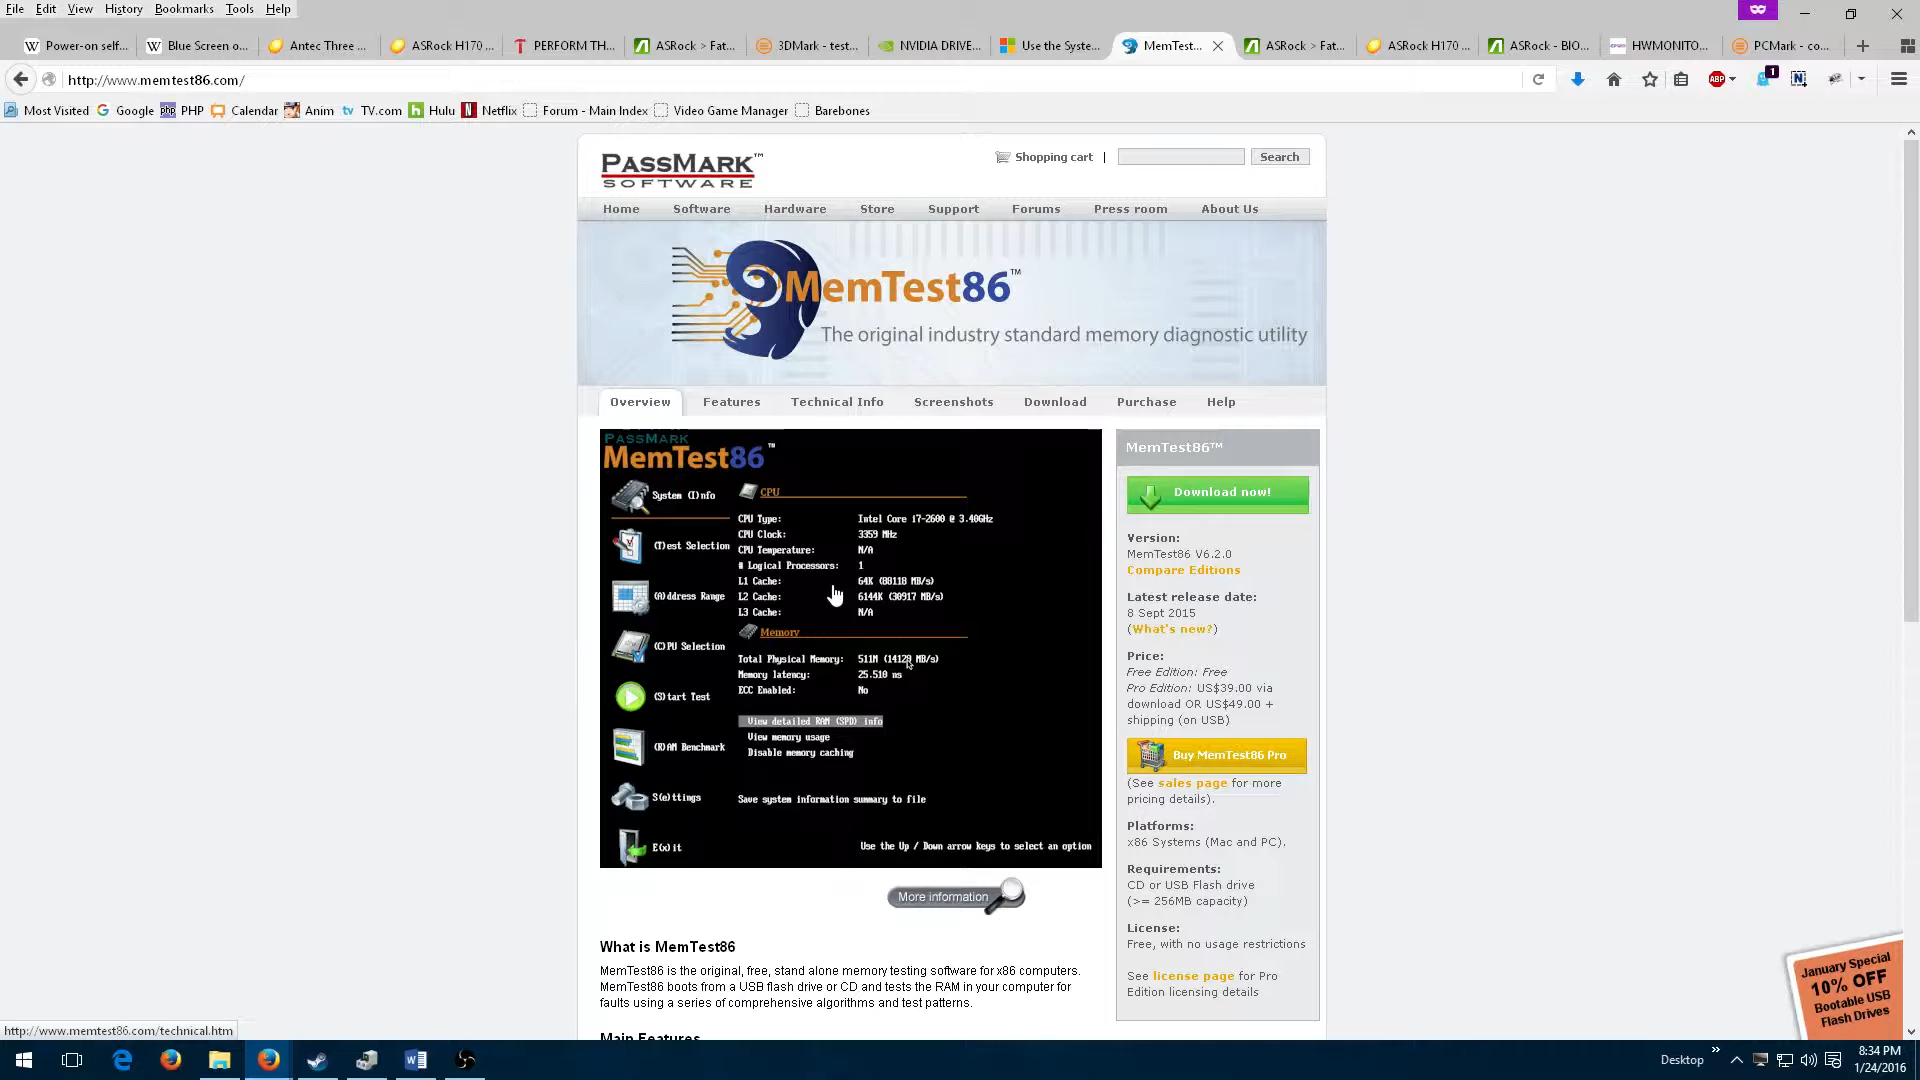 File Edit View History Bookmarks Tools Help
Power-on self...
Blue Screen o...
Antec Three ...
ASRock H170 ...
PERFORM TH...
ASRock > Fat...
3DMark - test...
NVIDIA DRIVE...
Use the Syste...
MemTest...
ASRock > Fat...
ASRock H170 ...
ASRock - BIO...
HWMONITO...
PCMark - co...
http://www.memtest86.com/
ABP
1
Most Visited Google PHP Calendar Anim TV.com Hulu Netflix Forum - Main Index Video Game Manager Barebones
PASSMARK™
SOFTWARE
Shopping cart | Search
Home Software Hardware Store Support Forums Press room About Us
MemTest86™
The original industry standard memory diagnostic utility
Overview Features Technical Info Screenshots Download Purchase Help
PASSMARK
MemTest86™
System (I)nfo
(T)est Selection
(A)ddress Range
(C)PU Selection
(S)tart Test
(R)AM Benchmark
S(e)ttings
E(x)it
CPU
CPU Type: Intel Core i7-2600 @ 3.40GHz
CPU Clock: 3359 MHz
CPU Temperature: N/A
# Logical Processors: 1
L1 Cache: 64K (88118 MB/s)
L2 Cache: 6144K (30917 MB/s)
L3 Cache: N/A
Memory
Total Physical Memory: 511M (14129 MB/s)
Memory latency: 25.510 ns
ECC Enabled: No
View detailed RAM (SPD) info
View memory usage
Disable memory caching
Save system information summary to file
Use the Up / Down arrow keys to select an option
More information
MemTest86™
Download now!
Version:
MemTest86 V6.2.0
Compare Editions
Latest release date:
8 Sept 2015
(What's new?)
Price:
Free Edition: Free
Pro Edition: US$39.00 via
download OR US$49.00 +
shipping (on USB)
Buy MemTest86 Pro
(See sales page for more
pricing details).
Platforms:
x86 Systems (Mac and PC).
Requirements:
CD or USB Flash drive
(>= 256MB capacity)
License:
Free, with no usage restrictions
See license page for Pro
Edition licensing details
What is MemTest86
MemTest86 is the original, free, stand alone memory testing software for x86 computers.
MemTest86 boots from a USB flash drive or CD and tests the RAM in your computer for
faults using a series of comprehensive algorithms and test patterns.
Main Features
January Special
10% OFF
Bootable USB
Flash Drives
http://www.memtest86.com/technical.htm
Desktop
8:34 PM
1/24/2016